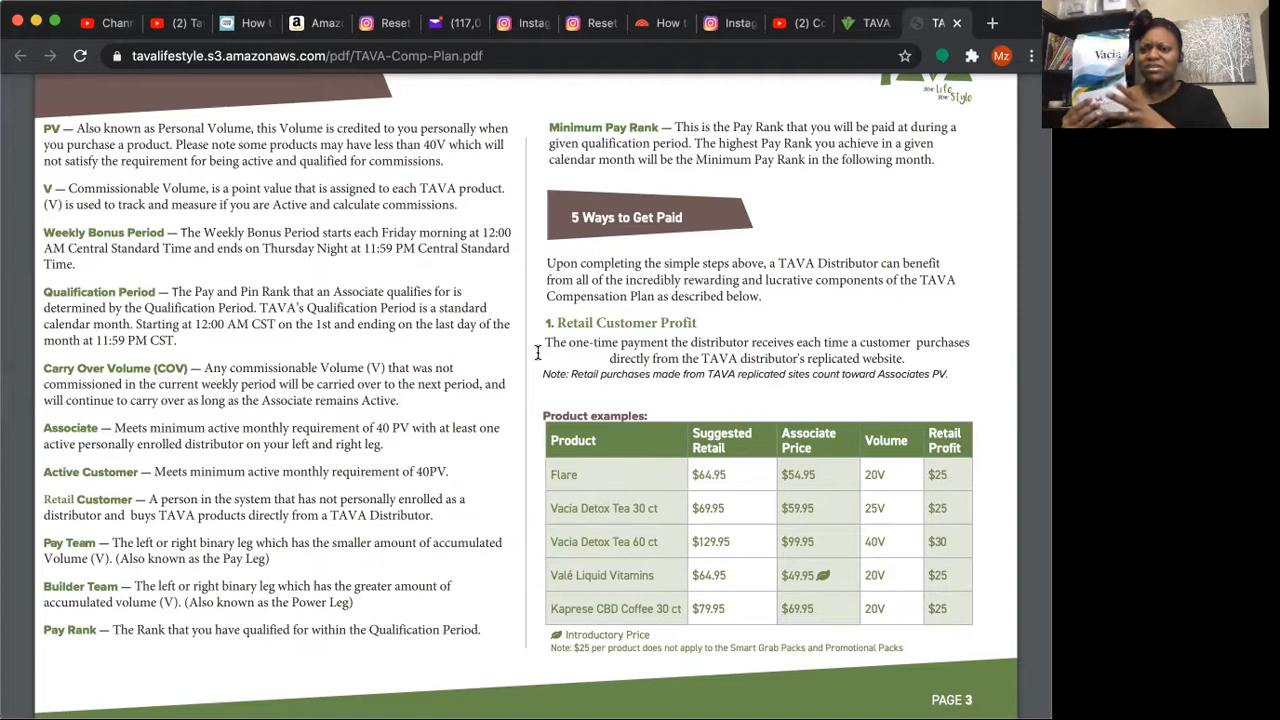 Chann
(2) Ta
How t
Amaz
Reset
(117,0
Instag
Reset
How t
Instag
(2) Co
TAVA
TA
tavalifestyle.s3.amazonaws.com/pdf/TAVA-Comp-Plan.pdf
Mz
Vacia
your Life
your Style
PV — Also known as Personal Volume, this Volume is credited to you personally when
you purchase a product. Please note some products may have less than 40V which will
not satisfy the requirement for being active and qualified for commissions.
V — Commissionable Volume, is a point value that is assigned to each TAVA product.
(V) is used to track and measure if you are Active and calculate commissions.
Weekly Bonus Period — The Weekly Bonus Period starts each Friday morning at 12:00
AM Central Standard Time and ends on Thursday Night at 11:59 PM Central Standard
Time.
Qualification Period — The Pay and Pin Rank that an Associate qualifies for is
determined by the Qualification Period. TAVA's Qualification Period is a standard
calendar month. Starting at 12:00 AM CST on the 1st and ending on the last day of the
month at 11:59 PM CST.
Carry Over Volume (COV) — Any commissionable Volume (V) that was not
commissioned in the current weekly period will be carried over to the next period, and
will continue to carry over as long as the Associate remains Active.
Associate — Meets minimum active monthly requirement of 40 PV with at least one
active personally enrolled distributor on your left and right leg.
Active Customer — Meets minimum active monthly requirement of 40PV.
Retail Customer — A person in the system that has not personally enrolled as a
distributor and buys TAVA products directly from a TAVA Distributor.
Pay Team — The left or right binary leg which has the smaller amount of accumulated
Volume (V). (Also known as the Pay Leg)
Builder Team — The left or right binary leg which has the greater amount of
accumulated volume (V). (Also known as the Power Leg)
Pay Rank — The Rank that you have qualified for within the Qualification Period.
Minimum Pay Rank — This is the Pay Rank that you will be paid at during a
given qualification period. The highest Pay Rank you achieve in a given
calendar month will be the Minimum Pay Rank in the following month.
5 Ways to Get Paid
Upon completing the simple steps above, a TAVA Distributor can benefit
from all of the incredibly rewarding and lucrative components of the TAVA
Compensation Plan as described below.
1. Retail Customer Profit
The one-time payment the distributor receives each time a customer purchases
directly from the TAVA distributor's replicated website.
Note: Retail purchases made from TAVA replicated sites count toward Associates PV.
Product examples:
Product Suggested Retail Associate Price Volume Retail Profit
Flare $64.95 $54.95 20V $25
Vacia Detox Tea 30 ct $69.95 $59.95 25V $25
Vacia Detox Tea 60 ct $129.95 $99.95 40V $30
Valé Liquid Vitamins $64.95 $49.95 20V $25
Kaprese CBD Coffee 30 ct $79.95 $69.95 20V $25
Introductory Price
Note: $25 per product does not apply to the Smart Grab Packs and Promotional Packs
PAGE 3